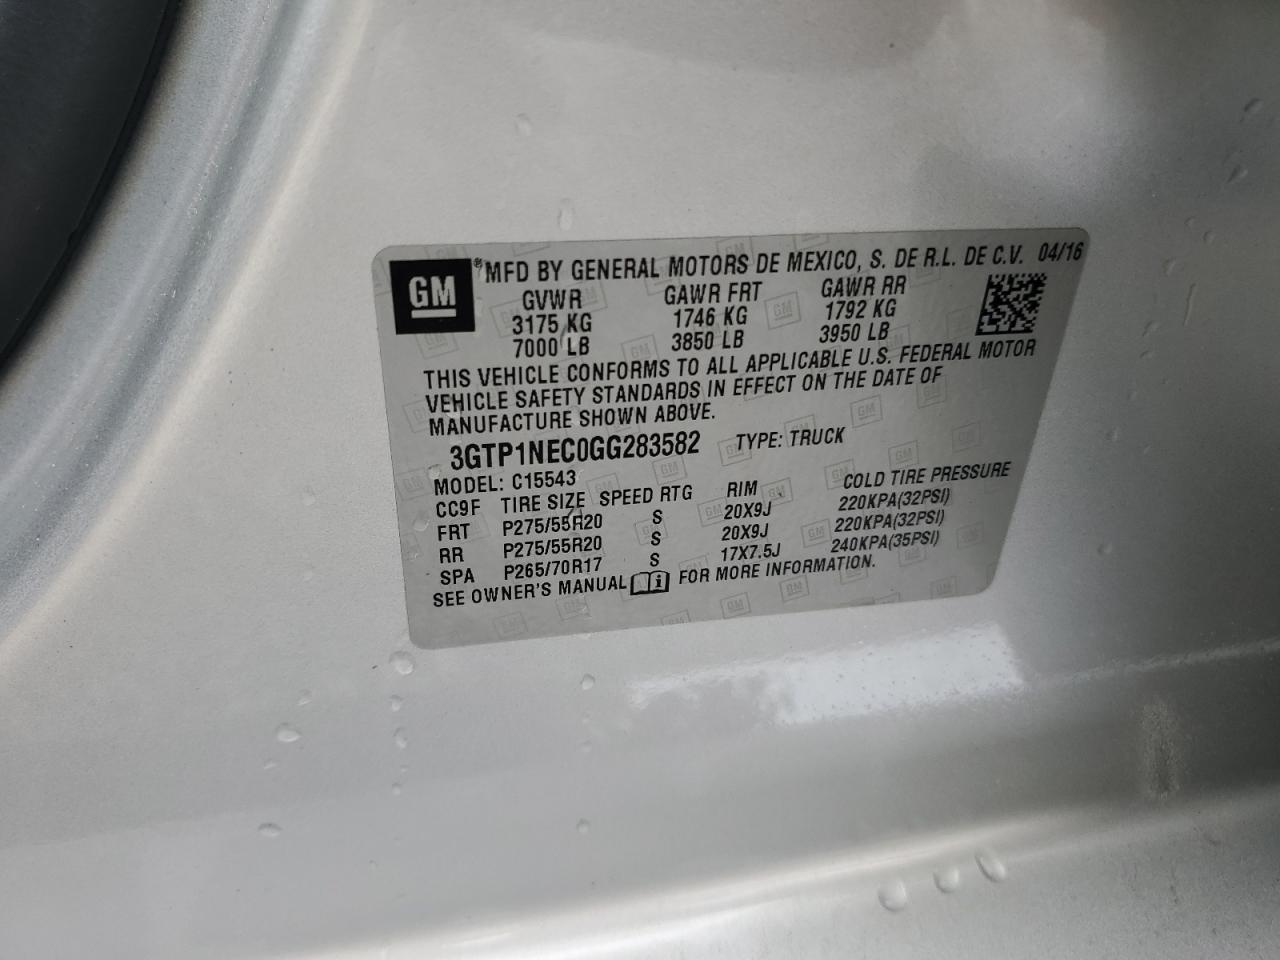 GM ® MFD BY GENERAL MOTORS DE MEXICO, S. DE R.L. DE C.V. 04/16
GVWR GAWR FRT GAWR RR
3175 KG 1746 KG 1792 KG
7000 LB 3850 LB 3950 LB
THIS VEHICLE CONFORMS TO ALL APPLICABLE U.S. FEDERAL MOTOR
VEHICLE SAFETY STANDARDS IN EFFECT ON THE DATE OF
MANUFACTURE SHOWN ABOVE.
3GTP1NEC0GG283582 TYPE: TRUCK
MODEL: C15543
CC9F TIRE SIZE SPEED RTG RIM COLD TIRE PRESSURE
FRT P275/55R20 S 20X9J 220KPA(32PSI)
RR P275/55R20 S 20X9J 220KPA(32PSI)
SPA P265/70R17 S 17X7.5J 240KPA(35PSI)
SEE OWNER'S MANUAL FOR MORE INFORMATION.